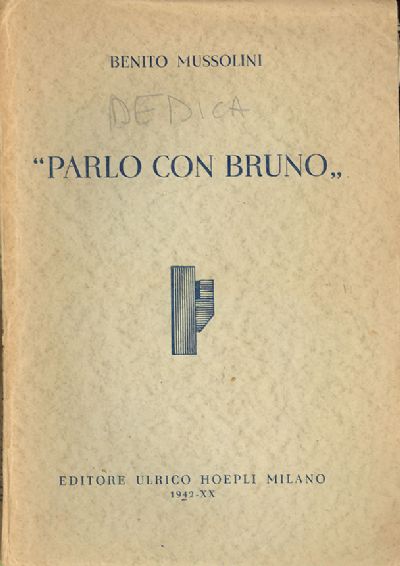 BENITO MUSSOLINI
DEDICA
“PARLO CON BRUNO„
EDITORE ULRICO HOEPLI MILANO
1942-XX